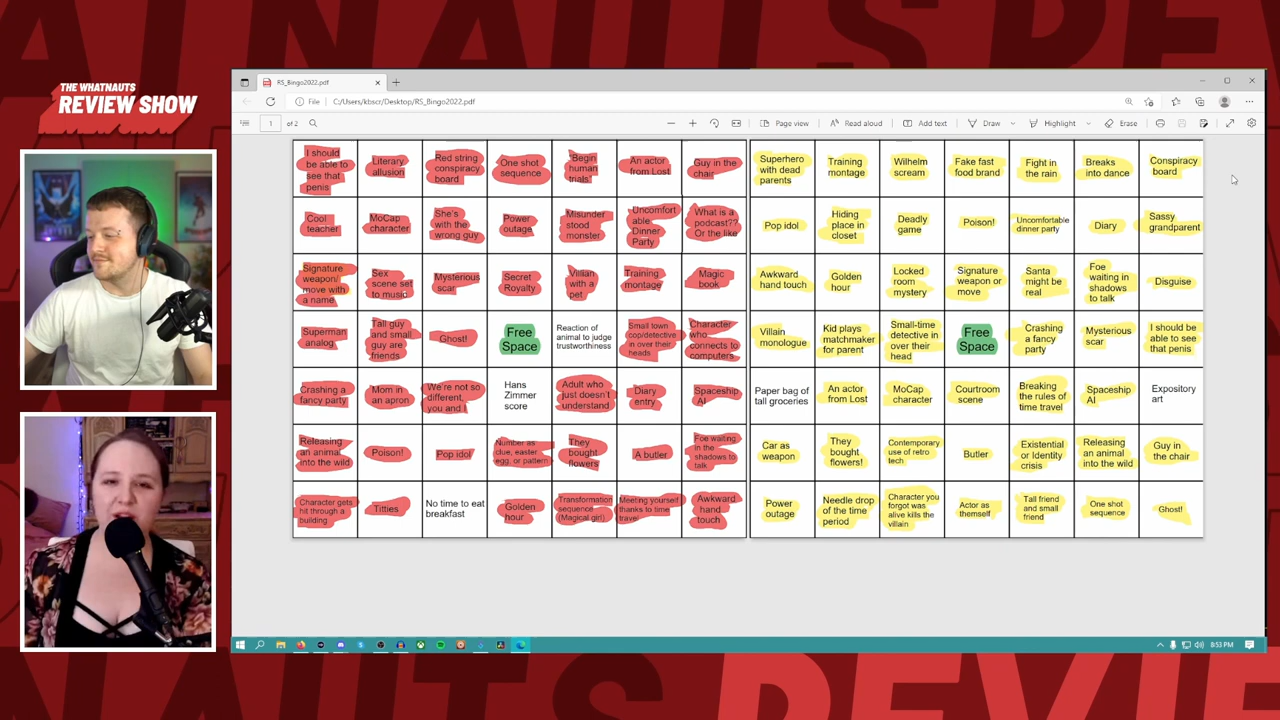 NAUTS REV
THE WHATNAUTS
REVIEW SHOW
RS_Bingo2022.pdf
File
C:/Users/kbscr/Desktop/RS_Bingo2022.pdf
1 of 2
Page view
Read aloud
Add text
Draw
Highlight
Erase
I should
be able to
see that
penis
Literary
allusion
Red string
conspiracy
board
One shot
sequence
"Begin
human
trials"
An actor
from Lost
Guy in the
chair
Superhero
with dead
parents
Training
montage
Wilhelm
scream
Fake fast
food brand
Fight in
the rain
Breaks
into dance
Conspiracy
board
Cool
teacher
MoCap
character
She's
with the
wrong guy
Power
outage
Misunder
stood
monster
Uncomfort
able
Dinner
Party
What is a
podcast??
Or the like
Pop idol
Hiding
place in
closet
Deadly
game
Poison!
Uncomfortable
dinner party
Diary
Sassy
grandparent
Signature
weapon/
move with
a name
Sex
scene set
to music
Mysterious
scar
Secret
Royalty
Villian
with a
pet
Training
montage
Magic
book
Awkward
hand touch
Golden
hour
Locked
room
mystery
Signature
weapon or
move
Santa
might be
real
Foe
waiting in
shadows
to talk
Disguise
Superman
analog
Tall guy
and small
guy are
friends
Ghost!
Free
Space
Reaction of
animal to judge
trustworthiness
Small town
cop/detective
in over their
heads
Character
who
connects to
computers
Villain
monologue
Kid plays
matchmaker
for parent
Small-time
detective in
over their
head
Free
Space
Crashing
a fancy
party
Mysterious
scar
I should be
able to see
that penis
Crashing a
fancy party
Mom in
an apron
We're not so
different,
you and I
Hans
Zimmer
score
Adult who
just doesn't
understand
Diary
entry
Spaceship
AI
Paper bag of
tall groceries
An actor
from Lost
MoCap
character
Courtroom
scene
Breaking
the rules of
time travel
Spaceship
AI
Expository
art
Releasing
an animal
into the wild
Poison!
Pop idol
Number as
clue, easter
egg, or pattern
They
bought
flowers
A butler
Foe waiting
in the
shadows to
talk
Car as
weapon
They
bought
flowers!
Contemporary
use of retro
tech
Butler
Existential
or Identity
crisis
Releasing
an animal
into the wild
Guy in
the chair
Character gets
hit through a
building
Titties
No time to eat
breakfast
Golden
hour
Transformation
sequence
(Magical girl)
Meeting yourself
thanks to time
travel
Awkward
hand
touch
Power
outage
Needle drop
of the time
period
Character you
forgot was
alive kills the
villain
Actor as
themself
Tall friend
and small
friend
One shot
sequence
Ghost!
8:53 PM
NAUTS REVIE